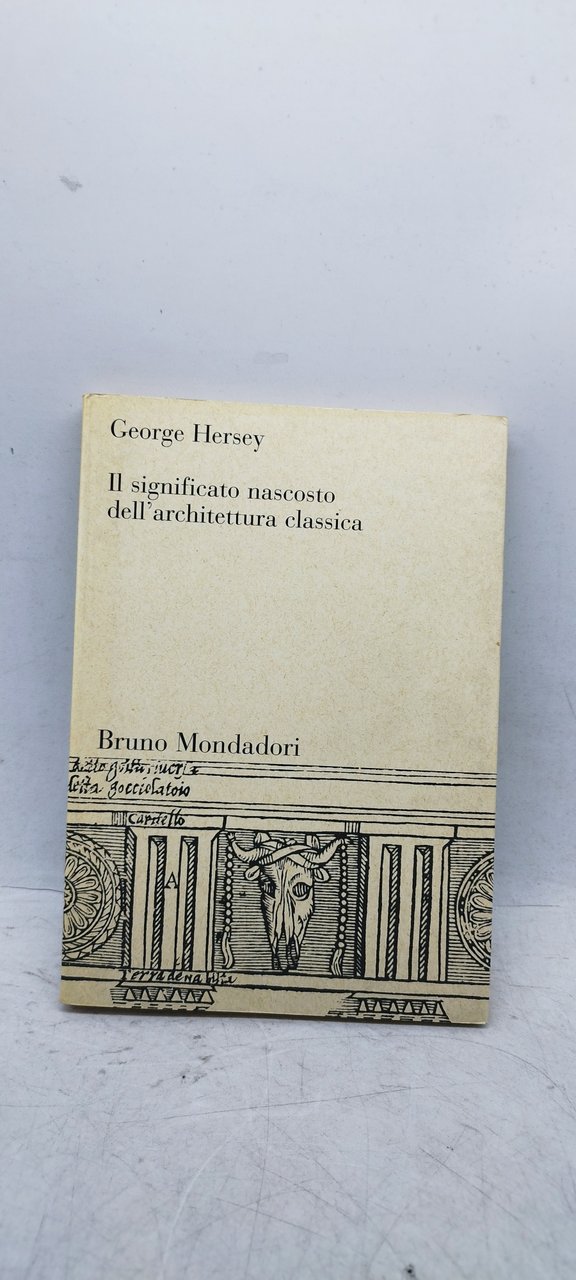 George Hersey
Il significato nascosto
dell'architettura classica
Bruno Mondadori
gocciolatoio
A